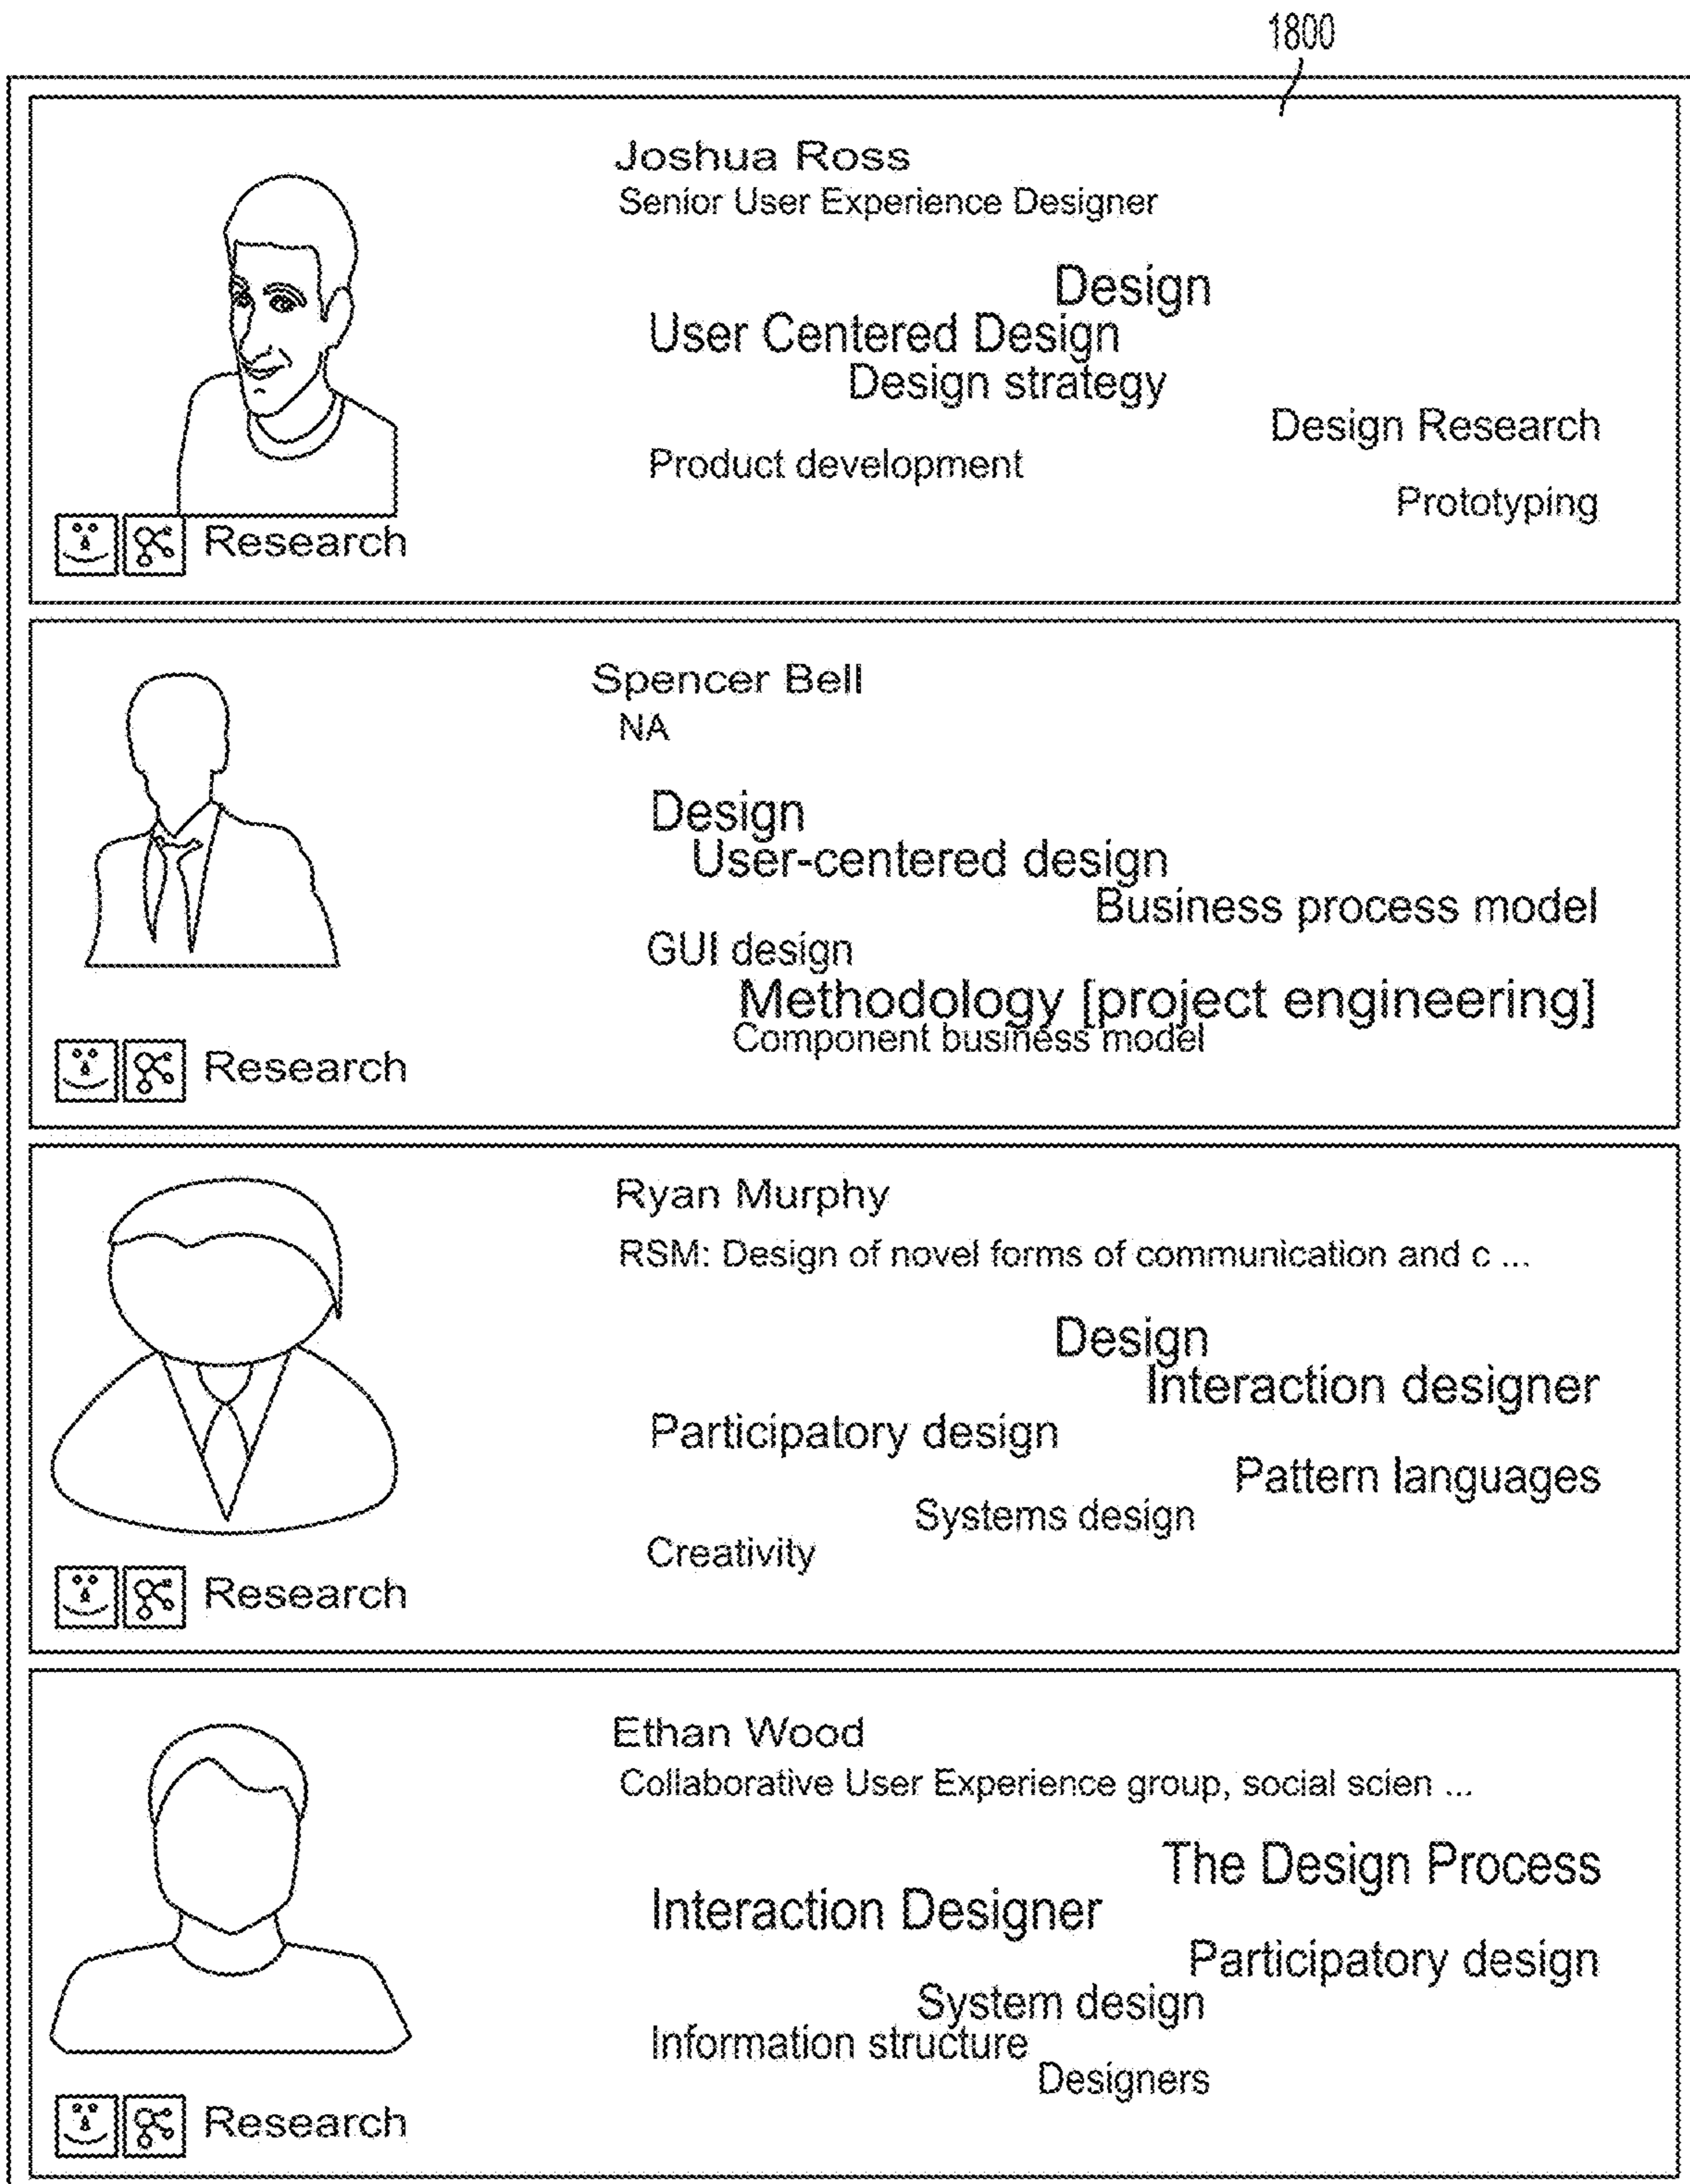 1800
Joshua Ross
Senior User Experience Designer
Design
User Centered Design
Design strategy
Design Research
Product development
Prototyping
Research
Spencer Bell
NA
Design
User-centered design
Business process model
GUI design
Methodology [project engineering]
Component business model
Research
Ryan Murphy
RSM: Design of novel forms of communication and c ...
Design
Interaction designer
Participatory design
Pattern languages
Systems design
Creativity
Research
Ethan Wood
Collaborative User Experience group, social scien ...
The Design Process
Interaction Designer
Participatory design
System design
Information structure
Designers
Research